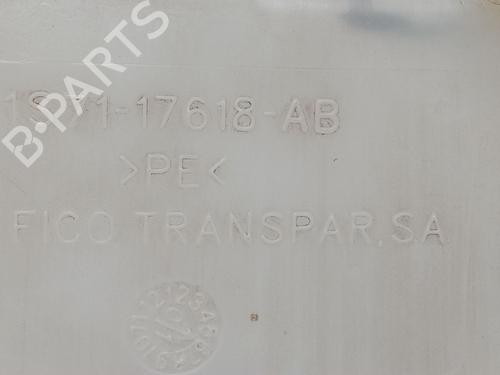 B-PARTS
1S71-17618-AB
>PE<
FICO TRANSPAR, SA